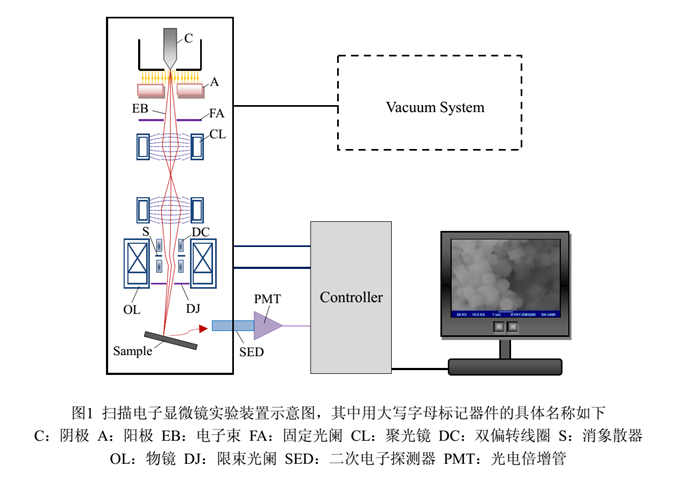 C
A
EB
FA
CL
Vacuum System
S
DC
OL
DJ
PMT
Controller
Sample
SED
图1 扫描电子显微镜实验装置示意图，其中用大写字母标记器件的具体名称如下
C：阴极 A：阳极 EB：电子束 FA：固定光阑 CL：聚光镜 DC：双偏转线圈 S：消象散器
OL：物镜 DJ：限束光阑 SED：二次电子探测器 PMT：光电倍增管